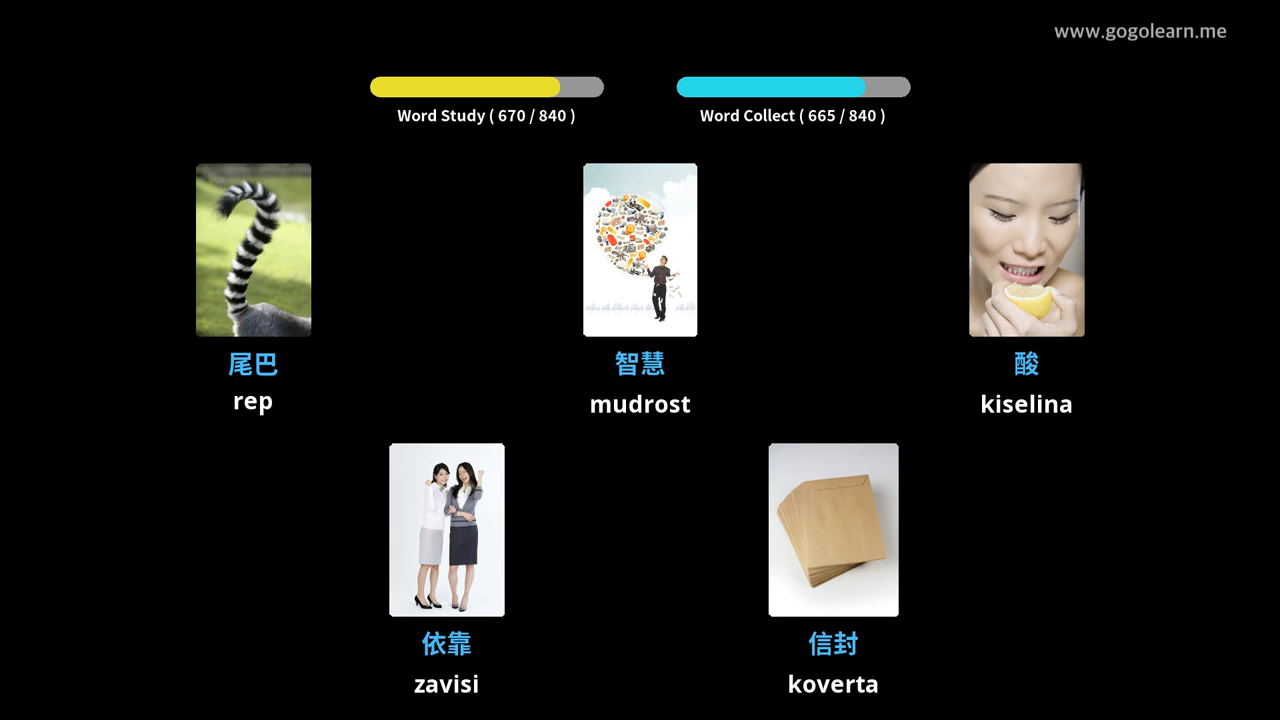 www.gogolearn.me
Word Study ( 670 / 840 )
Word Collect ( 665 / 840 )
尾巴
rep
智慧
mudrost
酸
kiselina
依靠
zavisi
信封
koverta